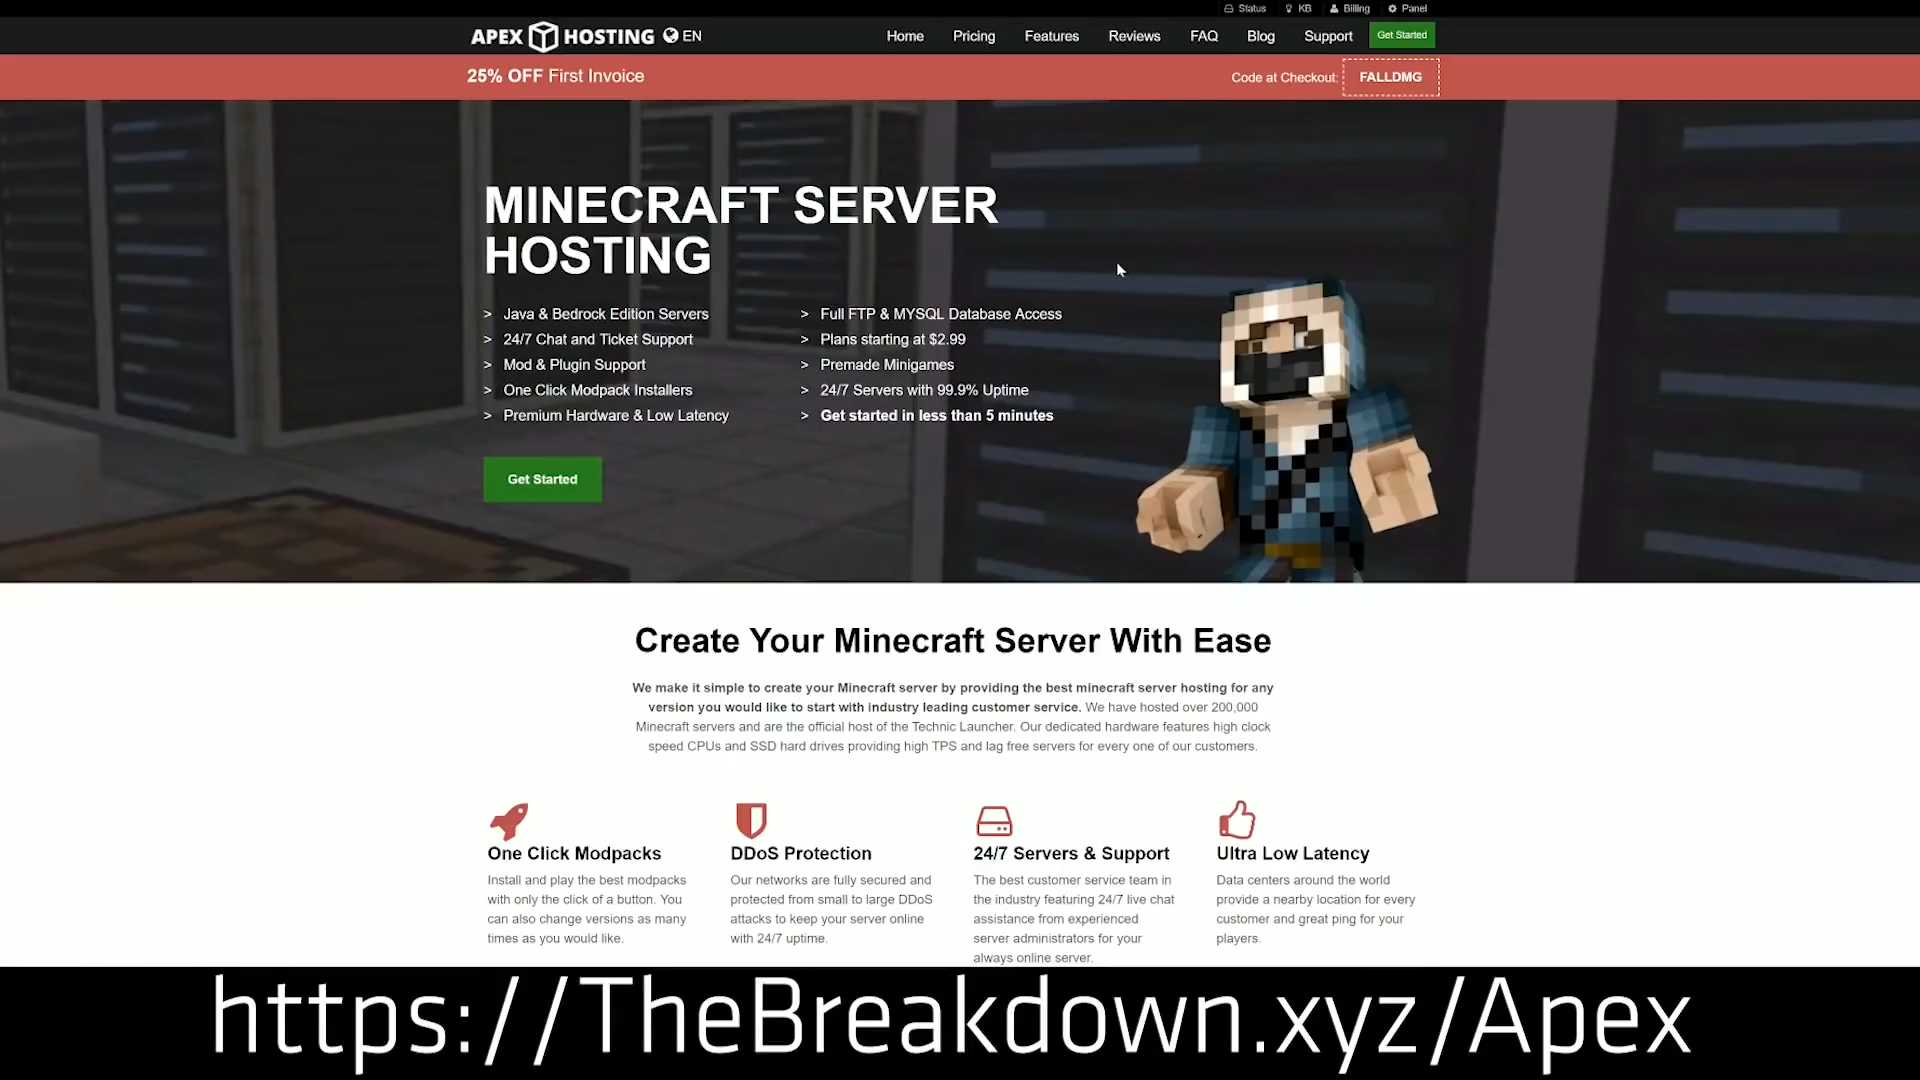 Status KB Billing Panel
APEX HOSTING EN Home Pricing Features Reviews FAQ Blog Support Get Started
25% OFF First Invoice Code at Checkout: FALLDMG
MINECRAFT SERVER
HOSTING
> Java & Bedrock Edition Servers
> 24/7 Chat and Ticket Support
> Mod & Plugin Support
> One Click Modpack Installers
> Premium Hardware & Low Latency
> Full FTP & MYSQL Database Access
> Plans starting at $2.99
> Premade Minigames
> 24/7 Servers with 99.9% Uptime
> Get started in less than 5 minutes
Get Started
Create Your Minecraft Server With Ease
We make it simple to create your Minecraft server by providing the best minecraft server hosting for any
version you would like to start with industry leading customer service. We have hosted over 200,000
Minecraft servers and are the official host of the Technic Launcher. Our dedicated hardware features high clock
speed CPUs and SSD hard drives providing high TPS and lag free servers for every one of our customers.
One Click Modpacks
Install and play the best modpacks
with only the click of a button. You
can also change versions as many
times as you would like.
DDoS Protection
Our networks are fully secured and
protected from small to large DDoS
attacks to keep your server online
with 24/7 uptime.
24/7 Servers & Support
The best customer service team in
the industry featuring 24/7 live chat
assistance from experienced
server administrators for your
always online server.
Ultra Low Latency
Data centers around the world
provide a nearby location for every
customer and great ping for your
players.
https://TheBreakdown.xyz/Apex